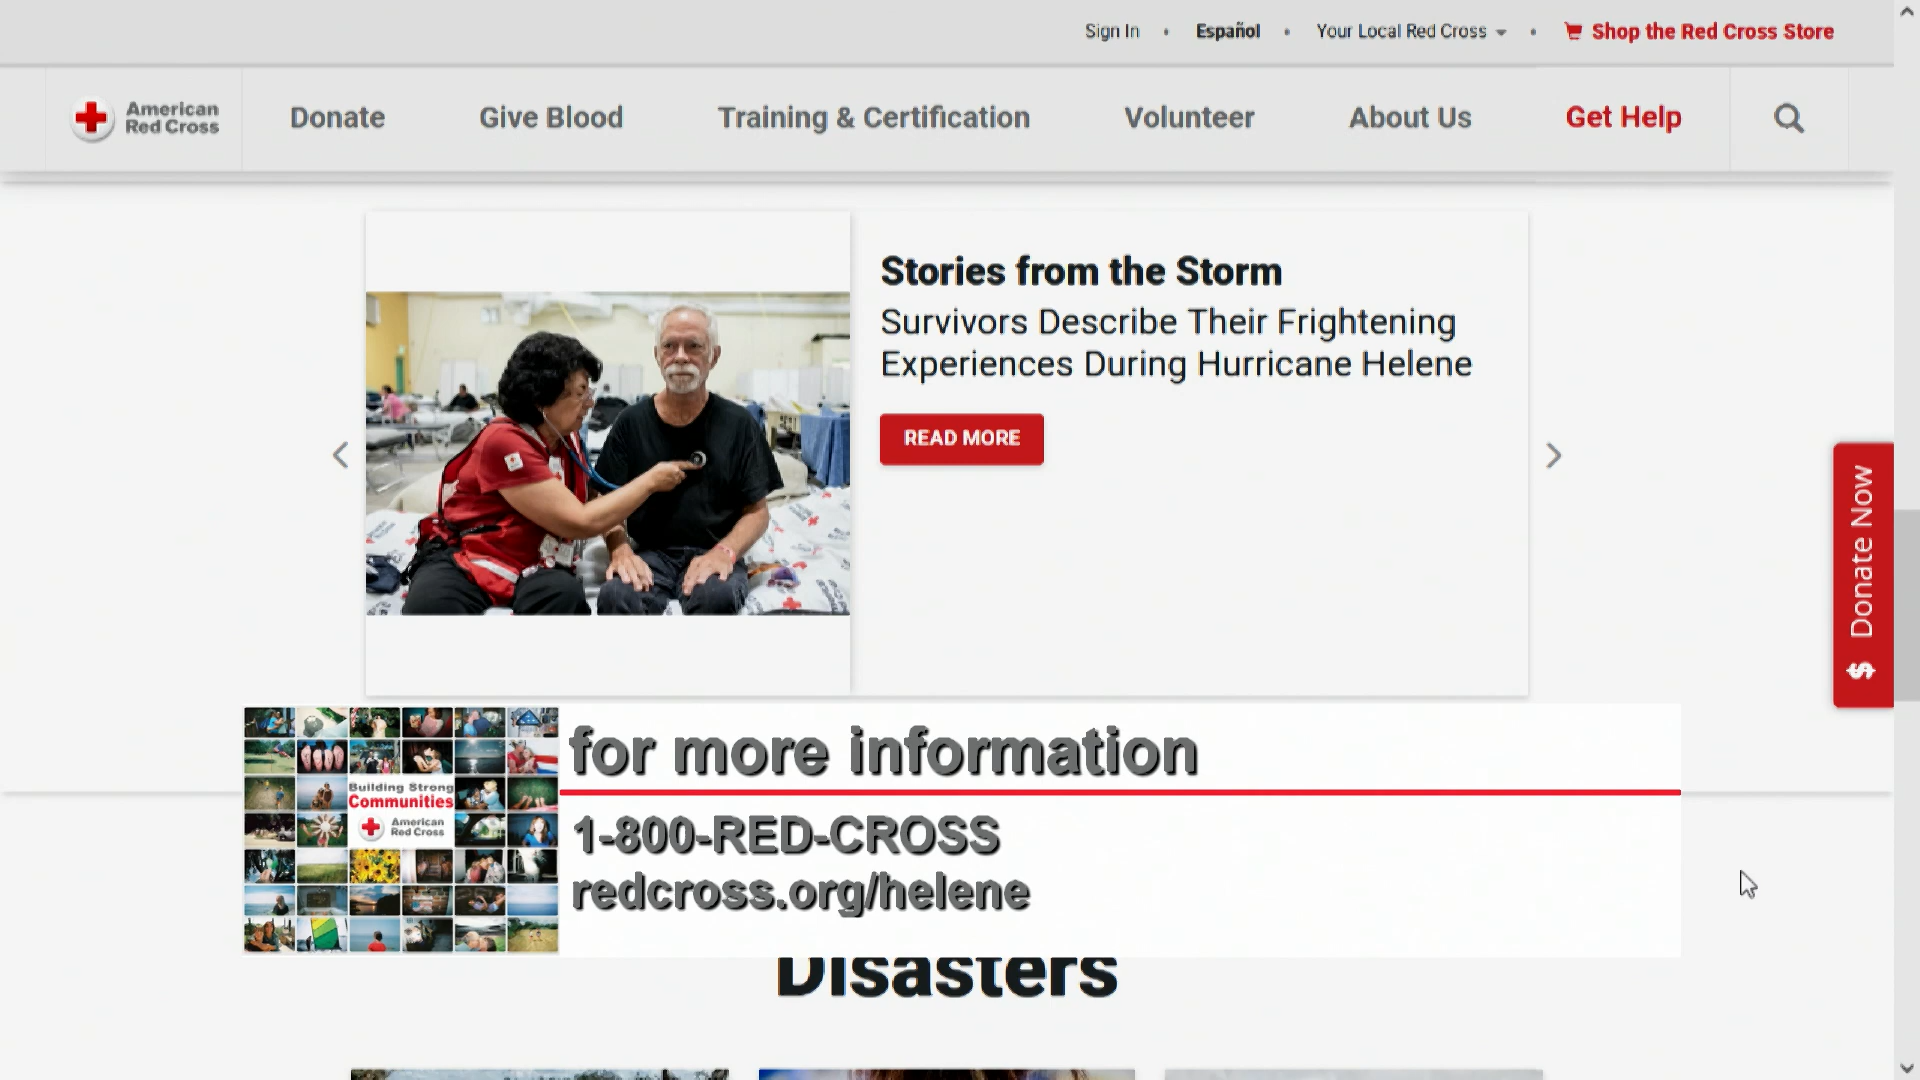 Sign In • Español • Your Local Red Cross • Shop the Red Cross Store
American
Red Cross
Donate
Give Blood
Training & Certification
Volunteer
About Us
Get Help
Stories from the Storm
Survivors Describe Their Frightening
Experiences During Hurricane Helene
READ MORE
$ Donate Now
for more information
Building Strong
Communities
American
Red Cross
1-800-RED-CROSS
redcross.org/helene
Disasters